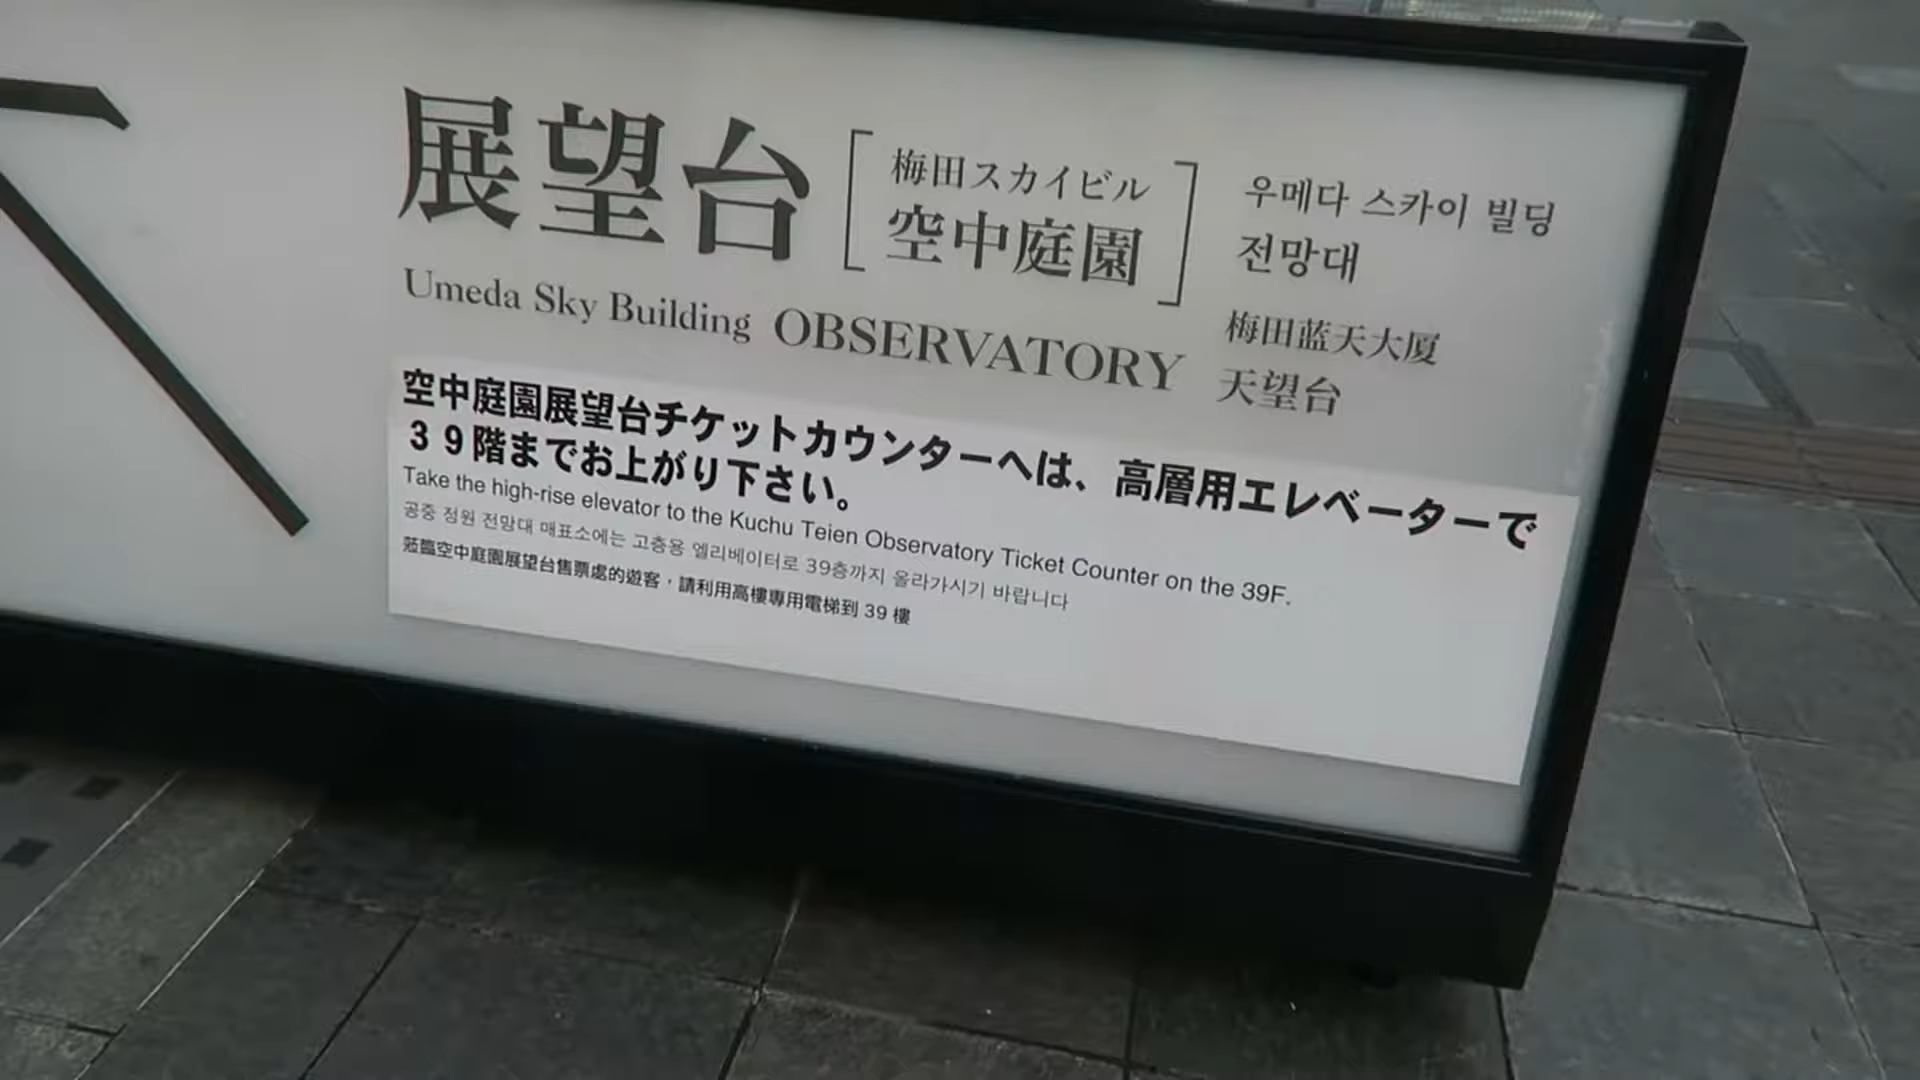 展望台
梅田スカイビル
空中庭園
우메다 스카이 빌딩
전망대
Umeda Sky Building OBSERVATORY
梅田蓝天大厦
天望台
空中庭園展望台チケットカウンターへは、高層用エレベーターで
39階までお上がり下さい。
Take the high-rise elevator to the Kuchu Teien Observatory Ticket Counter on the 39F.
공중 정원 전망대 매표소에는 고층용 엘리베이터로 39층까지 올라가시기 바랍니다
蒞臨空中庭園展望台售票處的遊客，請利用高樓專用電梯到 39 樓